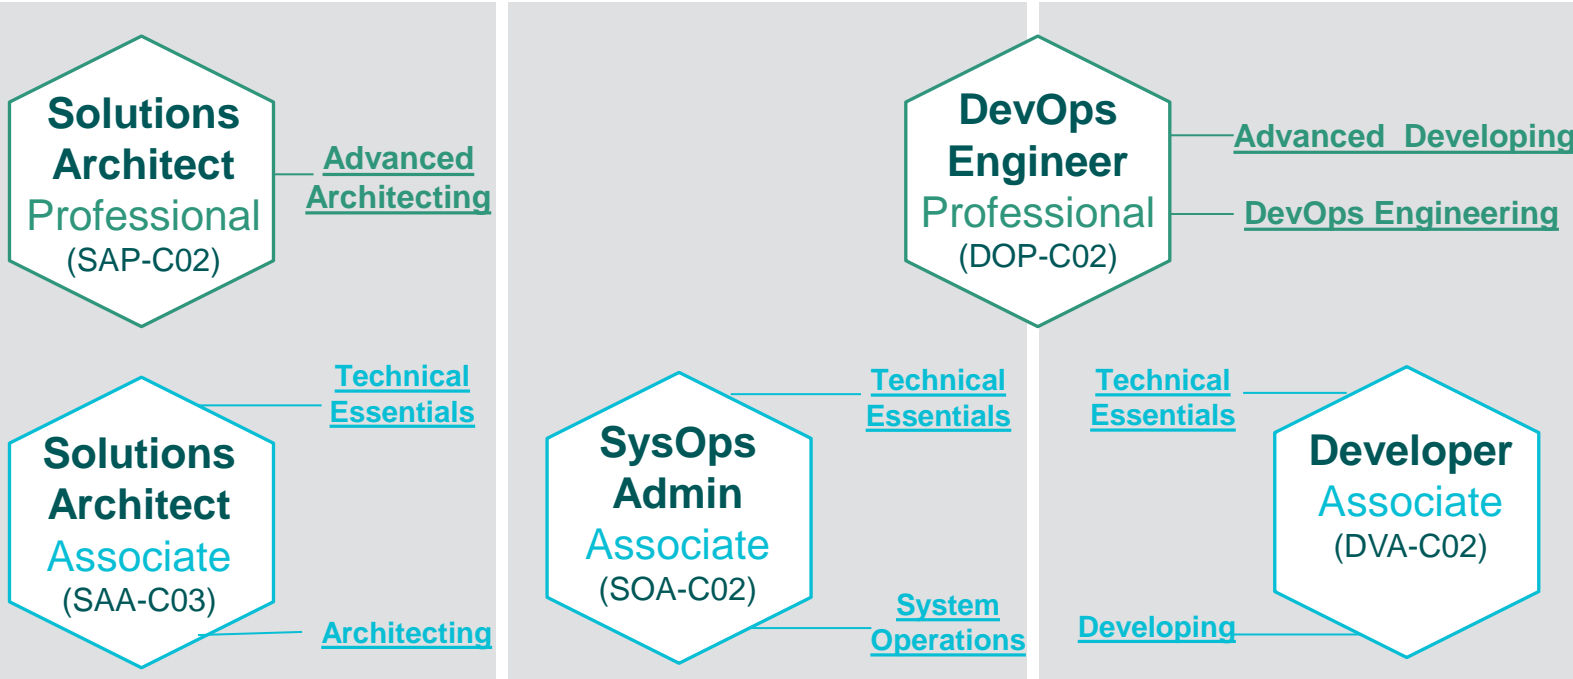 Solutions
Architect
Professional
(SAP-C02)
Advanced
Architecting
DevOps
Engineer
Professional
(DOP-C02)
Advanced Developing
DevOps Engineering
Solutions
Architect
Associate
(SAA-C03)
Technical
Essentials
Architecting
SysOps
Admin
Associate
(SOA-C02)
Technical
Essentials
System
Operations
Technical
Essentials
Developing
Developer
Associate
(DVA-C02)